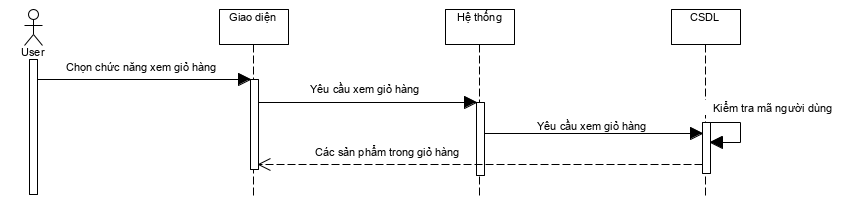 Giao diện
Hệ thống
CSDL
User
Chọn chức năng xem giỏ hàng
Yêu cầu xem giỏ hàng
Kiểm tra mã người dùng
Yêu cầu xem giỏ hàng
Các sản phẩm trong giỏ hàng